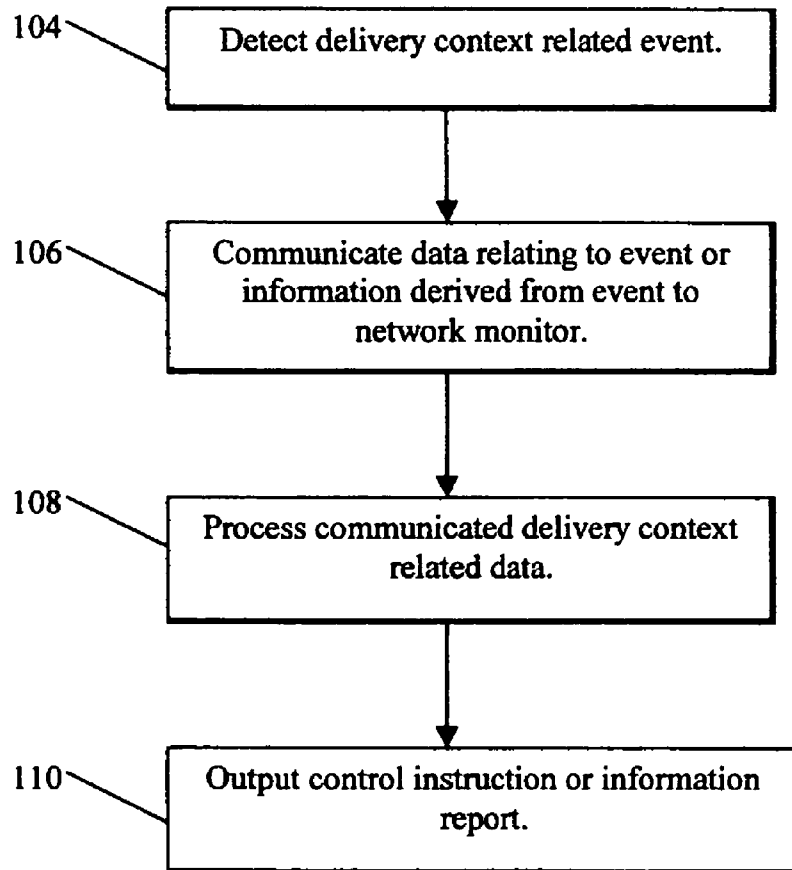 104
Detect delivery context related event.
106
Communicate data relating to event or
information derived from event to
network monitor.
108
Process communicated delivery context
related data.
110
Output control instruction or information
report.